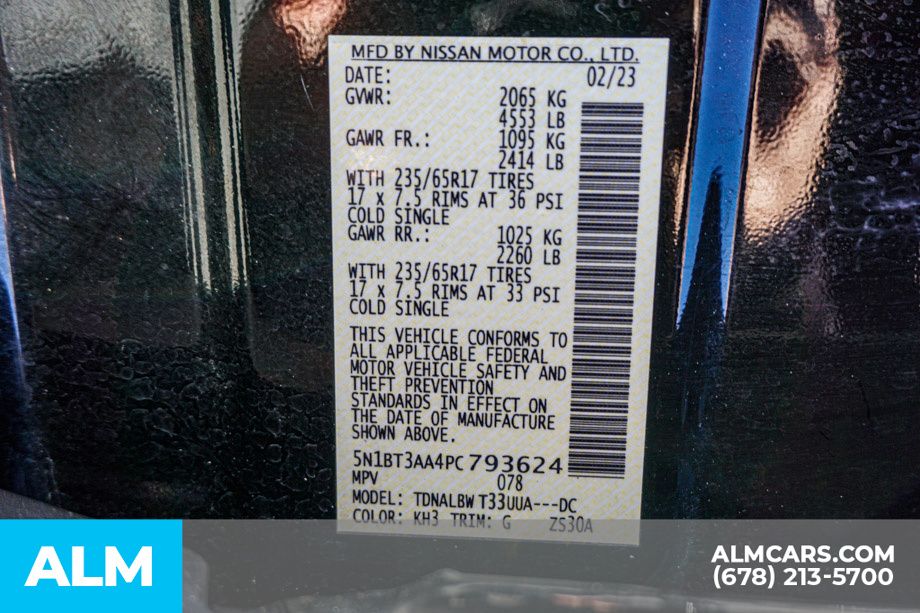 MFD BY NISSAN MOTOR CO., LTD.
DATE: 02/23
GVWR: 2065 KG
4553 LB
GAWR FR.: 1095 KG
2414 LB
WITH 235/65R17 TIRES
17 X 7.5 RIMS AT 36 PSI
COLD SINGLE
GAWR RR.: 1025 KG
2260 LB
WITH 235/65R17 TIRES
17 X 7.5 RIMS AT 33 PSI
COLD SINGLE
THIS VEHICLE CONFORMS TO
ALL APPLICABLE FEDERAL
MOTOR VEHICLE SAFETY AND
THEFT PREVENTION
STANDARDS IN EFFECT ON
THE DATE OF MANUFACTURE
SHOWN ABOVE.
5N1BT3AA4PC793624
MPV 078
MODEL: TDNALBW T33UUA---DC
COLOR: KH3 TRIM: G ZS30A
ALM
ALMCARS.COM
(678) 213-5700